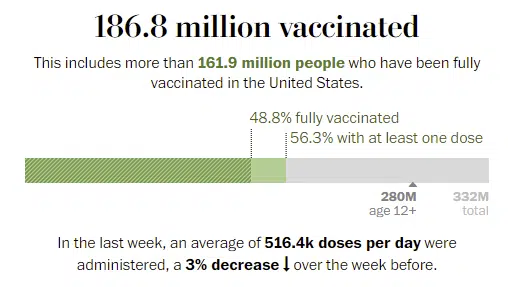 186.8 million vaccinated
This includes more than 161.9 million people who have been fully
vaccinated in the United States.
48.8% fully vaccinated
56.3% with at least one dose
280M
age 12+
332M
total
In the last week, an average of 516.4k doses per day were
administered, a 3% decrease ↓ over the week before.